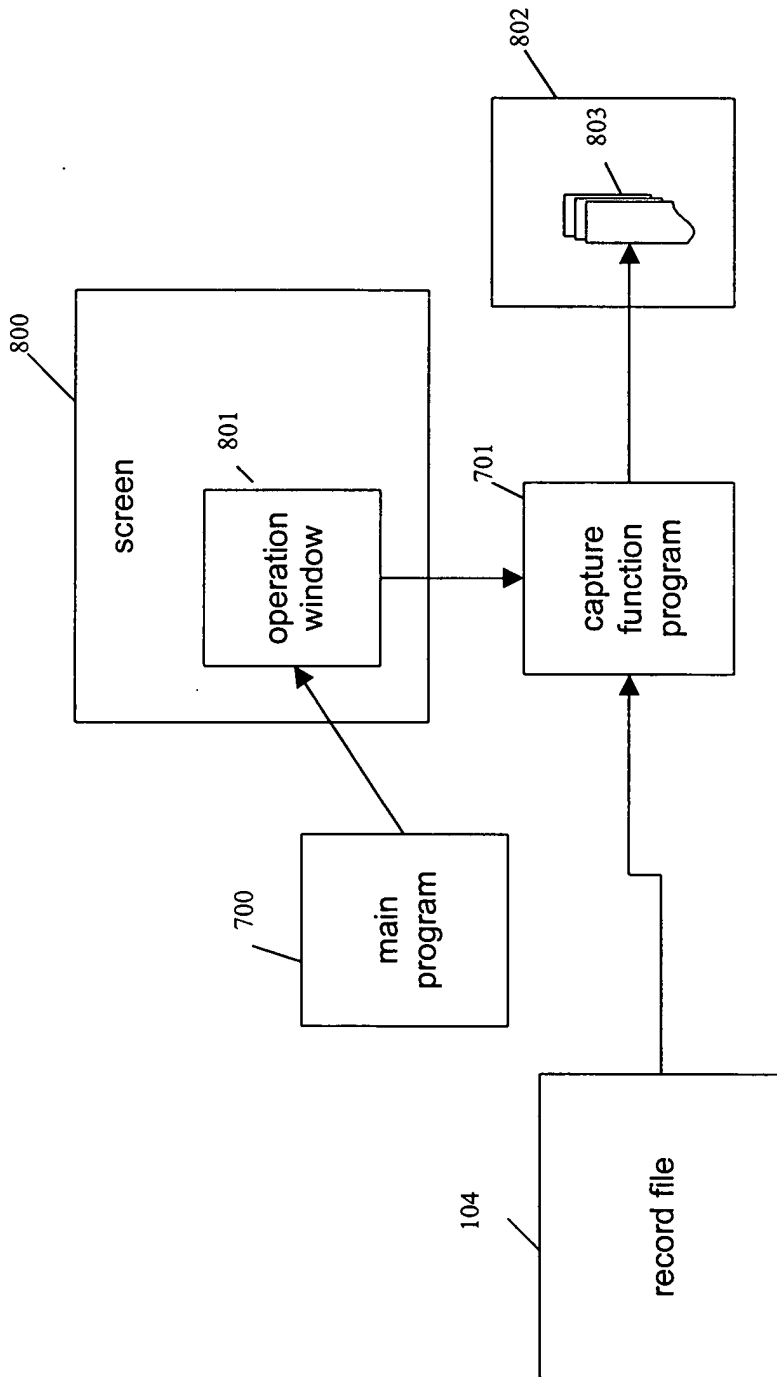 800
screen
801
operation
window
802
803
700
main
program
701
capture
function
program
104
record file